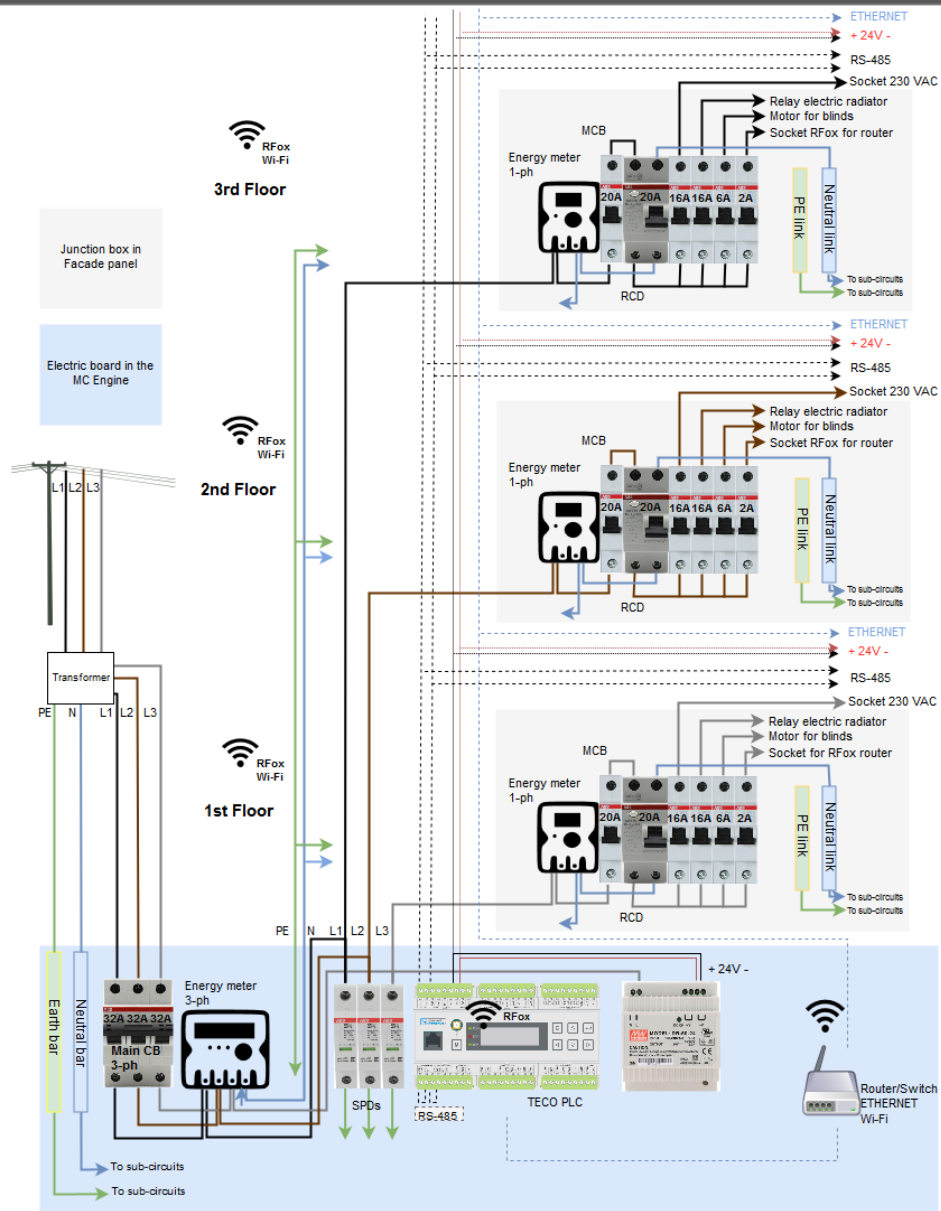 ETHERNET
+ 24V -
RS-485
Socket 230 VAC
Relay electric radiator
Motor for blinds
Socket RFox for router
MCB
Energy meter
1-ph
20A 20A 16A 16A 6A 2A
RCD
PE link
Neutral link
To sub-circuits
To sub-circuits
RFox
Wi-Fi
3rd Floor
Junction box in
Facade panel
Electric board in the
MC Engine
ETHERNET
+ 24V -
RS-485
Socket 230 VAC
Relay electric radiator
Motor for blinds
Socket RFox for router
MCB
Energy meter
1-ph
20A 20A 16A 16A 6A 2A
RCD
PE link
Neutral link
To sub-circuits
To sub-circuits
RFox
Wi-Fi
2nd Floor
L1 L2 L3
Transformer
PE N L1 L2 L3
ETHERNET
+ 24V -
RS-485
Socket 230 VAC
Relay electric radiator
Motor for blinds
Socket for RFox router
MCB
Energy meter
1-ph
20A 20A 16A 16A 6A 2A
RCD
PE link
Neutral link
To sub-circuits
To sub-circuits
RFox
Wi-Fi
1st Floor
PE N L1 L2 L3
+ 24V -
Earth bar
Neutral bar
32A 32A 32A
Main CB
3-ph
Energy meter
3-ph
SPDs
RFox
RS-485
TECO PLC
Router/Switch
ETHERNET
Wi-Fi
To sub-circuits
To sub-circuits